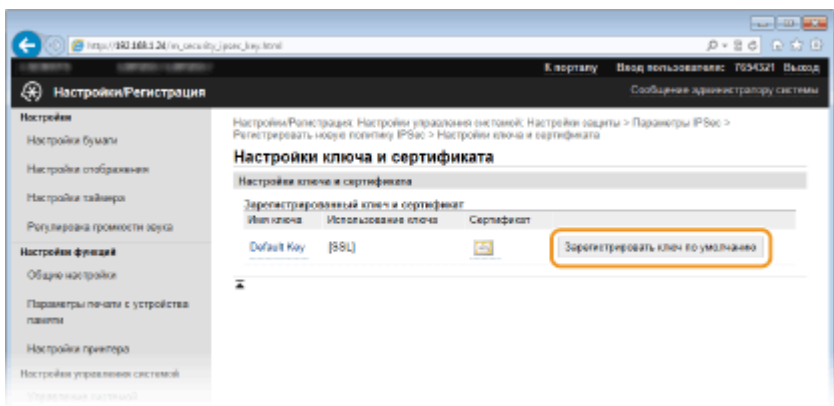 http://192.168.1.24/m_security_ipsec_key.html
К порталу Вход пользователем: 7654321 Выход
Настройки/Регистрация
Сообщение администратору системы
Настройки
Настройки бумаги
Настройки отображения
Настройки таймера
Регулировка громкости звука
Настройки функций
Общие настройки
Параметры печати с устройства памяти
Настройки принтера
Настройки управления системой
Управление системой
Настройки/Регистрация: Настройки управления системой: Настройки защиты > Параметры IPSec >
Регистрировать новую политику IPSec > Настройки ключа и сертификата
Настройки ключа и сертификата
Настройки ключа и сертификата
Зарегистрированный ключ и сертификат
Имя ключа Использование ключа Сертификат
Default Key [SSL] Зарегистрировать ключ по умолчанию